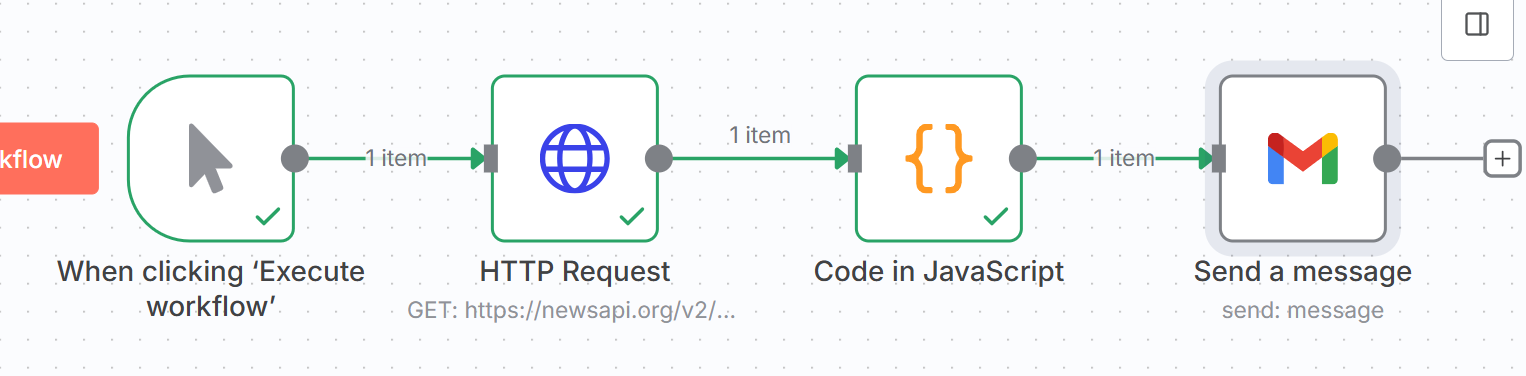 1 item
1 item
1 item
kflow
When clicking ‘Execute
workflow’
HTTP Request
GET: https://newsapi.org/v2/...
Code in JavaScript
Send a message
send: message